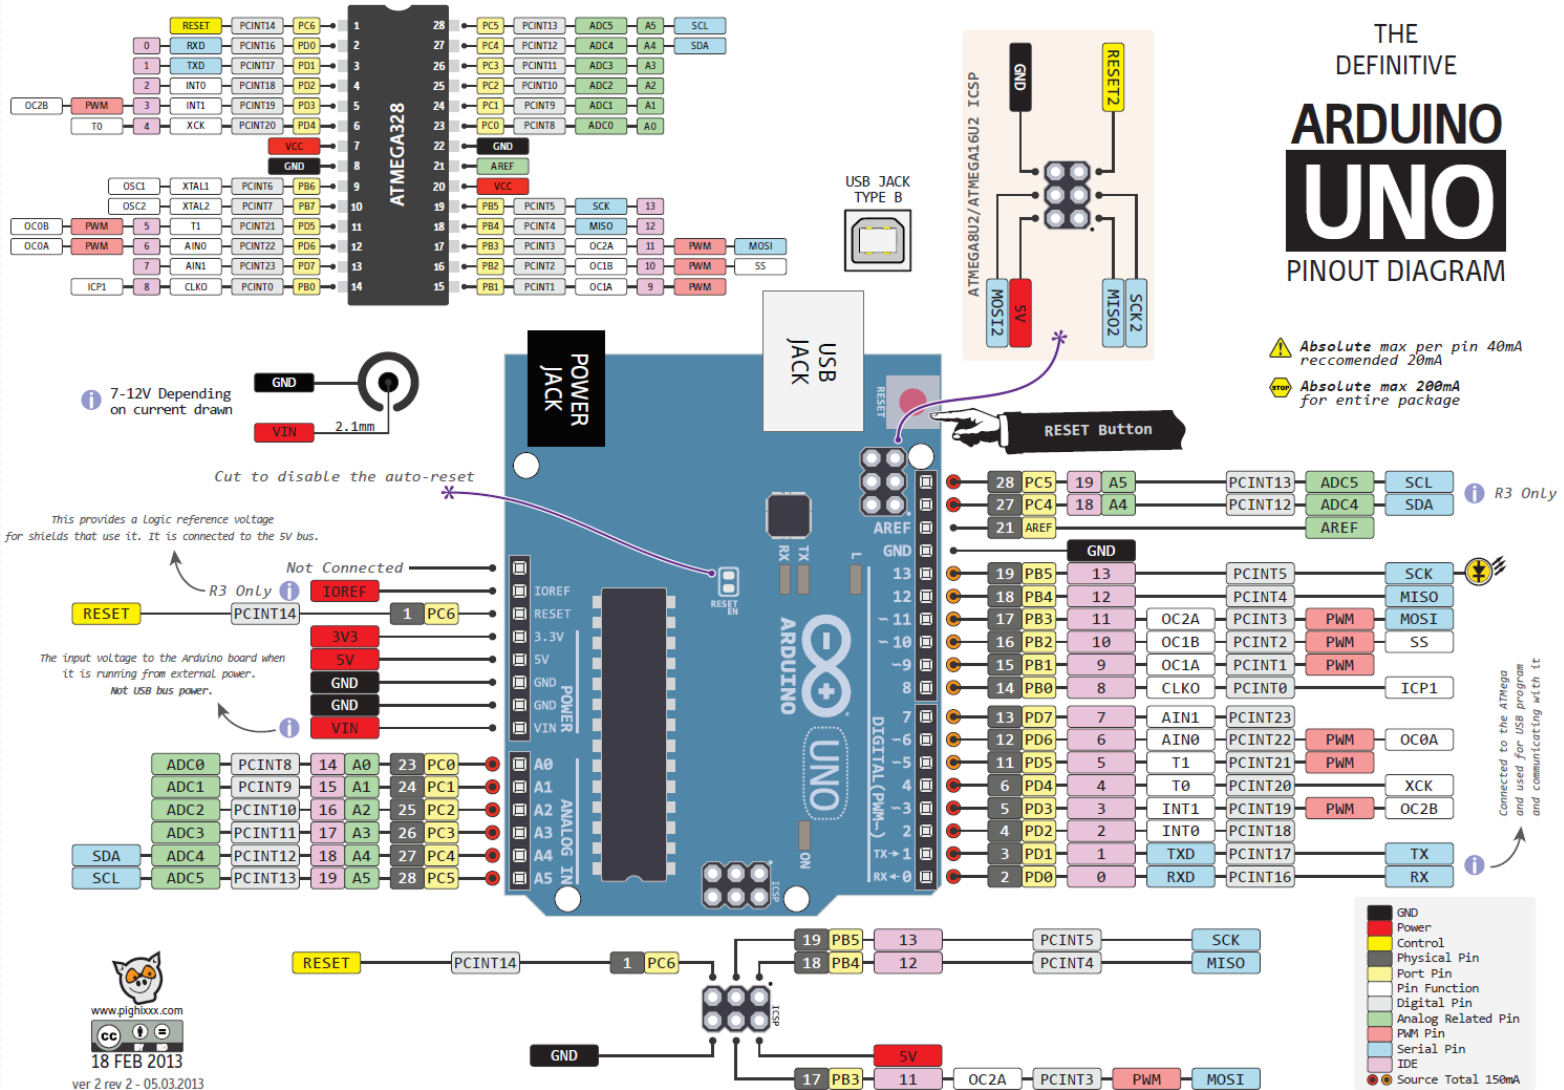 RESET PCINT14 PC6 1
0 RXD PCINT16 PD0 2
1 TXD PCINT17 PD1 3
2 INT0 PCINT18 PD2 4
OC2B PWM 3 INT1 PCINT19 PD3 5
T0 4 XCK PCINT20 PD4 6
VCC 7
GND 8
OSC1 XTAL1 PCINT6 PB6 9
OSC2 XTAL2 PCINT7 PB7 10
OC0B PWM 5 T1 PCINT21 PD5 11
OC0A PWM 6 AIN0 PCINT22 PD6 12
7 AIN1 PCINT23 PD7 13
ICP1 8 CLKO PCINT0 PB0 14
ATMEGA328
28 PC5 PCINT13 ADC5 A5 SCL
27 PC4 PCINT12 ADC4 A4 SDA
26 PC3 PCINT11 ADC3 A3
25 PC2 PCINT10 ADC2 A2
24 PC1 PCINT9 ADC1 A1
23 PC0 PCINT8 ADC0 A0
22 GND
21 AREF
20 VCC
19 PB5 PCINT5 SCK 13
18 PB4 PCINT4 MISO 12
17 PB3 PCINT3 OC2A 11 PWM MOSI
16 PB2 PCINT2 OC1B 10 PWM SS
15 PB1 PCINT1 OC1A 9 PWM
USB JACK
TYPE B
ATMEGA8U2/ATMEGA16U2 ICSP
GND
RESET2
MOSI2
5V
MISO2
SCK2
THE
DEFINITIVE
ARDUINO
UNO
PINOUT DIAGRAM
Absolute max per pin 40mA
reccomended 20mA
STOP
Absolute max 200mA
for entire package
i
7-12V Depending
on current drawn
GND
VIN
2.1mm
POWER
JACK
USB
JACK
RESET
RESET Button
Cut to disable the auto-reset
This provides a logic reference voltage
for shields that use it. It is connected to the 5V bus.
Not Connected
R3 Only i IOREF
RESET PCINT14 1 PC6
3V3
5V
GND
GND
i VIN
The input voltage to the Arduino board when
it is running from external power.
Not USB bus power.
ADC0 PCINT8 14 A0 23 PC0
ADC1 PCINT9 15 A1 24 PC1
ADC2 PCINT10 16 A2 25 PC2
ADC3 PCINT11 17 A3 26 PC3
SDA ADC4 PCINT12 18 A4 27 PC4
SCL ADC5 PCINT13 19 A5 28 PC5
IOREF
RESET
3.3V
5V
GND
GND
VIN
POWER
A0
A1
A2
A3
A4
A5
ANALOG IN
RESET
EN
RX
TX
L
ARDUINO
UNO
ON
ICSP
AREF
GND
13
12
~11
~10
~9
8
7
~6
~5
4
~3
2
TX→1
RX←0
DIGITAL(PWM~)
28 PC5 19 A5 PCINT13 ADC5 SCL
27 PC4 18 A4 PCINT12 ADC4 SDA
i R3 Only
21 AREF AREF
GND
19 PB5 13 PCINT5 SCK
18 PB4 12 PCINT4 MISO
17 PB3 11 OC2A PCINT3 PWM MOSI
16 PB2 10 OC1B PCINT2 PWM SS
15 PB1 9 OC1A PCINT1 PWM
14 PB0 8 CLKO PCINT0 ICP1
13 PD7 7 AIN1 PCINT23
12 PD6 6 AIN0 PCINT22 PWM OC0A
11 PD5 5 T1 PCINT21 PWM
6 PD4 4 T0 PCINT20 XCK
5 PD3 3 INT1 PCINT19 PWM OC2B
4 PD2 2 INT0 PCINT18
3 PD1 1 TXD PCINT17 TX
2 PD0 0 RXD PCINT16 RX
i
Connected to the ATMega
and used for USB program
and communicating with it
RESET PCINT14 1 PC6
19 PB5 13 PCINT5 SCK
18 PB4 12 PCINT4 MISO
ICSP
GND
5V
17 PB3 11 OC2A PCINT3 PWM MOSI
www.pighixxx.com
cc
BY ND
18 FEB 2013
ver 2 rev 2 - 05.03.2013
GND
Power
Control
Physical Pin
Port Pin
Pin Function
Digital Pin
Analog Related Pin
PWM Pin
Serial Pin
IDE
Source Total 150mA